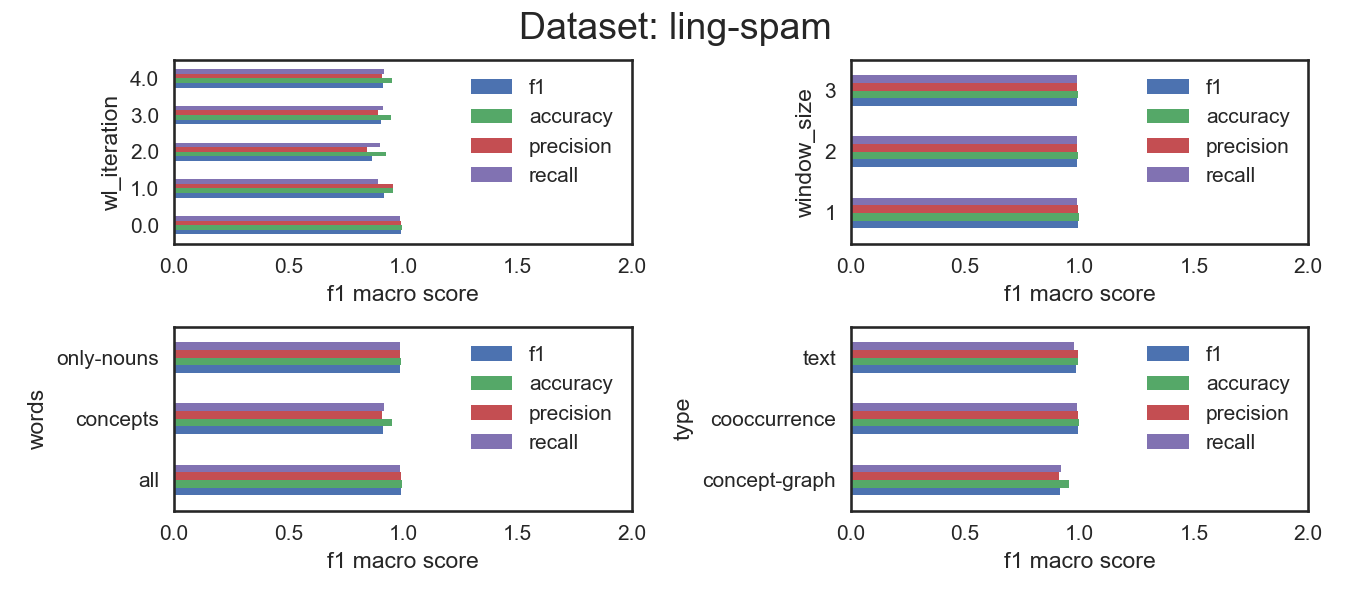 Dataset: ling-spam
wl_iteration
4.0
3.0
2.0
1.0
0.0
f1
accuracy
precision
recall
0.0 0.5 1.0 1.5 2.0
f1 macro score
window_size
3
2
1
f1
accuracy
precision
recall
0.0 0.5 1.0 1.5 2.0
f1 macro score
words
only-nouns
concepts
all
f1
accuracy
precision
recall
0.0 0.5 1.0 1.5 2.0
f1 macro score
type
text
cooccurrence
concept-graph
f1
accuracy
precision
recall
0.0 0.5 1.0 1.5 2.0
f1 macro score